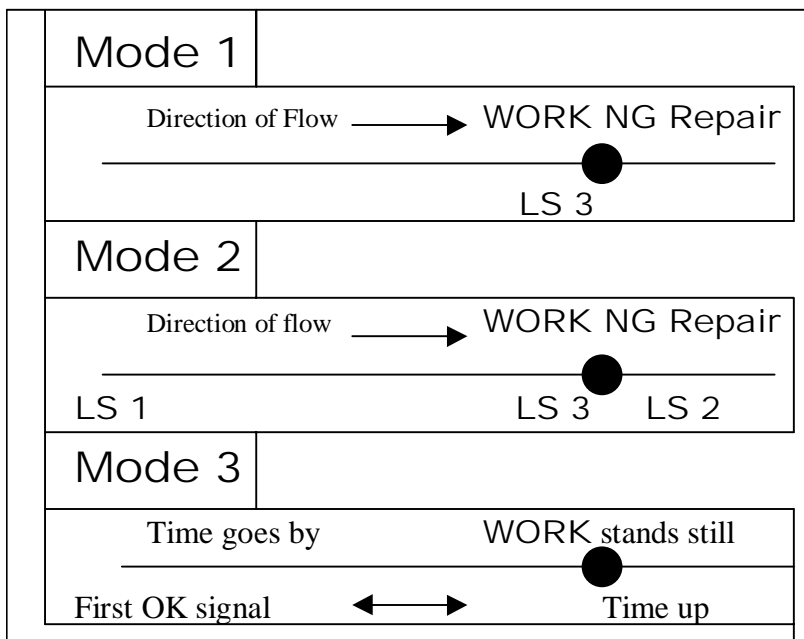 Mode 1
Direction of Flow WORK NG Repair
LS 3
Mode 2
Direction of flow WORK NG Repair
LS 1 LS 3 LS 2
Mode 3
Time goes by WORK stands still
First OK signal Time up